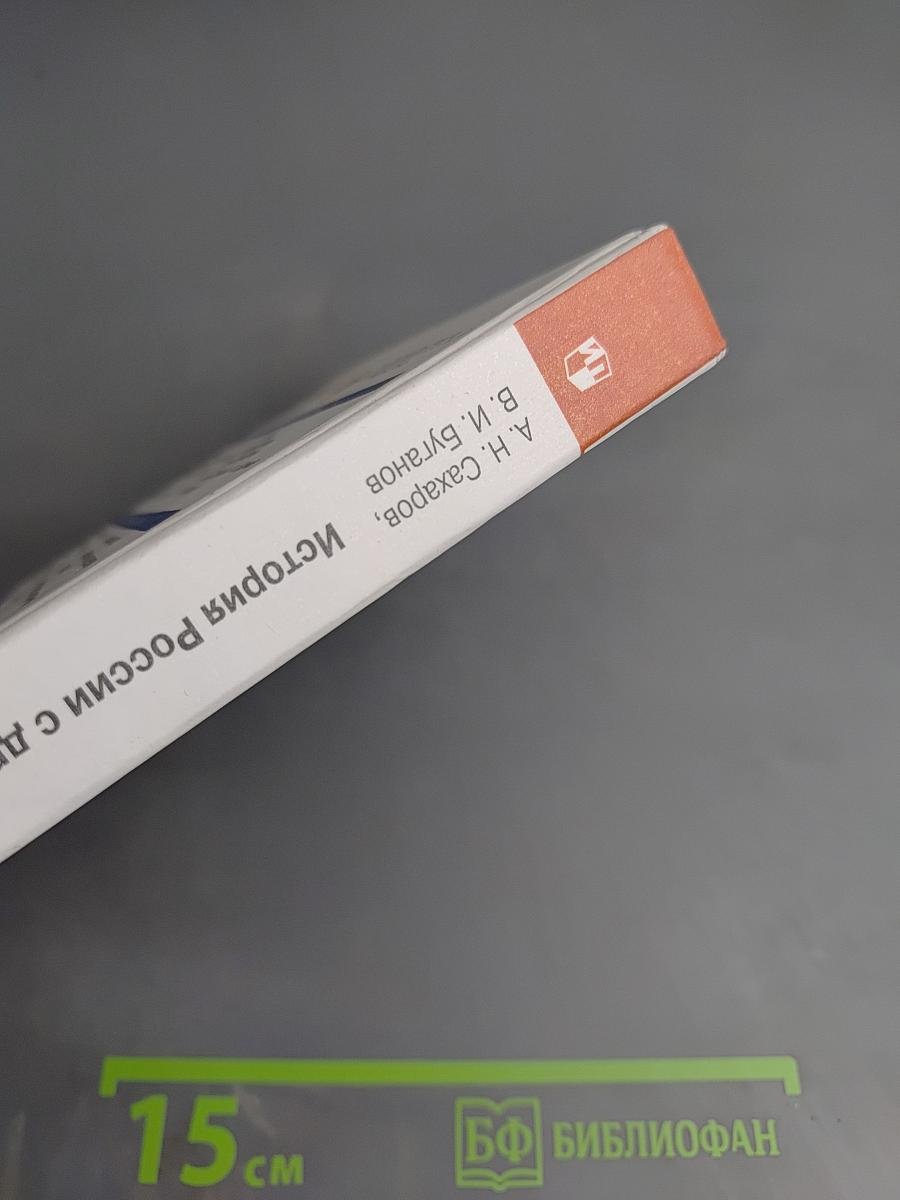 А. Н. Сахаров,
В. И. Буганов
История России с
15 см
БФ БИБЛИОФАН